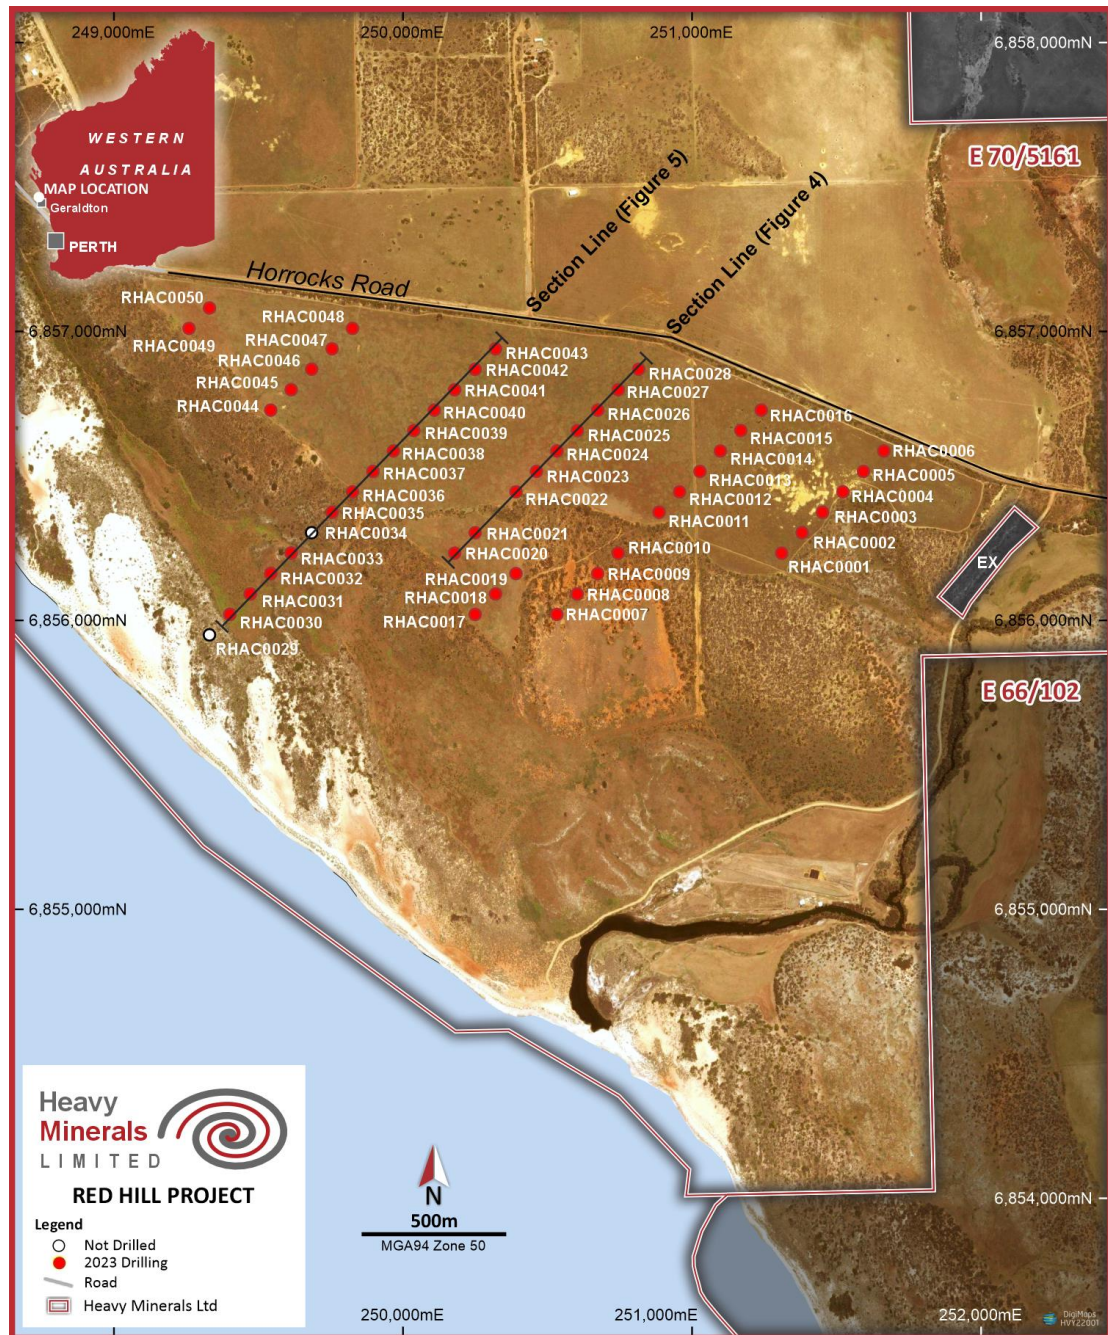 249,000mE
250,000mE
251,000mE
6,858,000mN
WESTERN
AUSTRALIA
MAP LOCATION
Geraldton
PERTH
E 70/5161
Section Line (Figure 5)
Section Line (Figure 4)
Horrocks Road
RHAC0050
RHAC0048
6,857,000mN
6,857,000mN
RHAC0049
RHAC0047
RHAC0043
RHAC0046
RHAC0042
RHAC0028
RHAC0045
RHAC0041
RHAC0027
RHAC0044
RHAC0040
RHAC0026
RHAC0016
RHAC0039
RHAC0025
RHAC0015
RHAC0038
RHAC0024
RHAC0014
RHAC0006
RHAC0037
RHAC0023
RHAC0013
RHAC0005
RHAC0036
RHAC0022
RHAC0012
RHAC0004
RHAC0035
RHAC0011
RHAC0003
RHAC0034
RHAC0021
RHAC0002
RHAC0033
RHAC0020
RHAC0010
RHAC0001
EX
RHAC0032
RHAC0019
RHAC0009
RHAC0031
RHAC0018
RHAC0008
RHAC0030
RHAC0017
RHAC0007
6,856,000mN
6,856,000mN
RHAC0029
E 66/102
6,855,000mN
6,855,000mN
Heavy
Minerals
LIMITED
RED HILL PROJECT
Legend
Not Drilled
2023 Drilling
Road
Heavy Minerals Ltd
N
500m
MGA94 Zone 50
6,854,000mN
250,000mE
251,000mE
252,000mE
DigiMaps
HVY22001